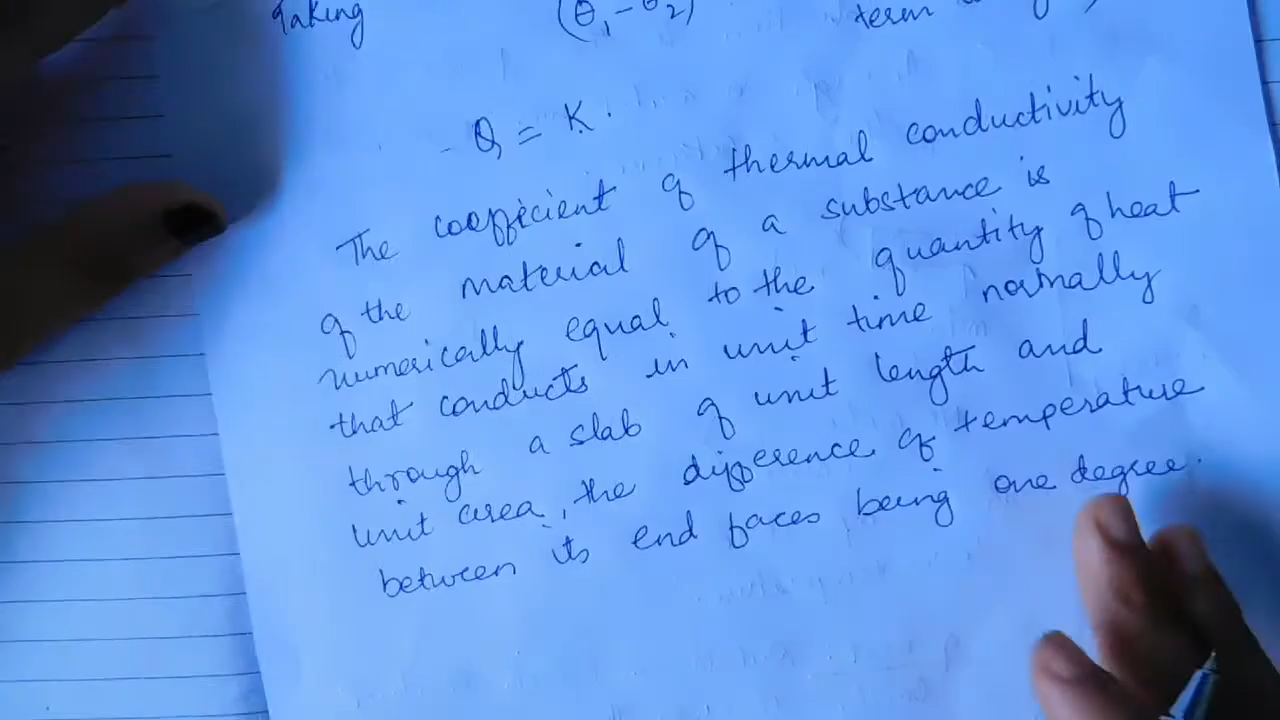 Taking (θ₁-θ₂) term
Q = K.
The coefficient of thermal conductivity
of the material of a substance is
numerically equal to the quantity of heat
that conducts in unit time normally
through a slab of unit length and
unit area, the difference of temperature
between its end faces being one degree.